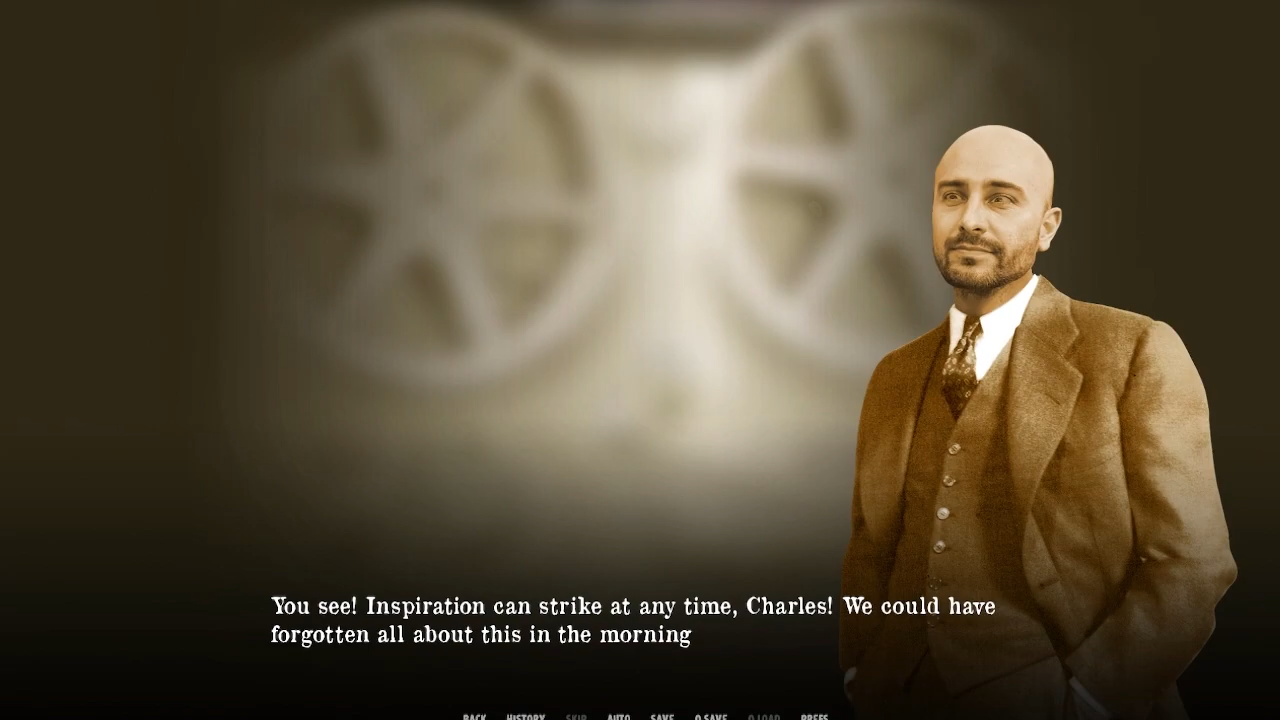 You see! Inspiration can strike at any time, Charles! We could have
forgotten all about this in the morning
BACK HISTORY SKIP AUTO SAVE Q.SAVE Q.LOAD PREFS